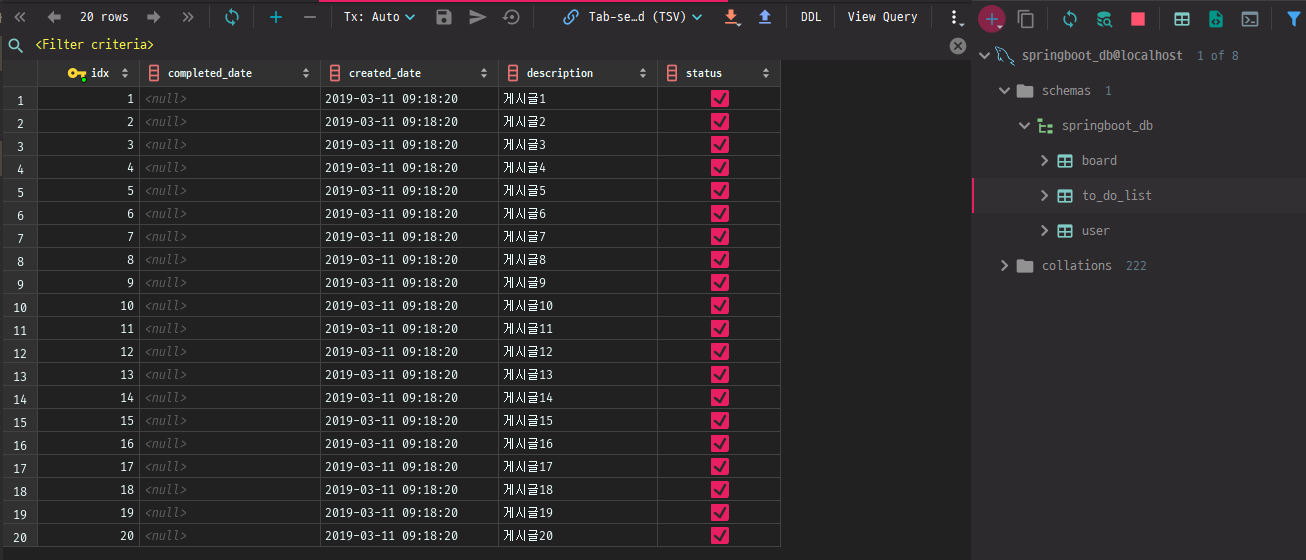 20 rows Tx: Auto Tab-se…d (TSV) DDL View Query
<Filter criteria>
idx completed_date created_date description status
1 1 <null> 2019-03-11 09:18:20 게시글1
2 2 <null> 2019-03-11 09:18:20 게시글2
3 3 <null> 2019-03-11 09:18:20 게시글3
4 4 <null> 2019-03-11 09:18:20 게시글4
5 5 <null> 2019-03-11 09:18:20 게시글5
6 6 <null> 2019-03-11 09:18:20 게시글6
7 7 <null> 2019-03-11 09:18:20 게시글7
8 8 <null> 2019-03-11 09:18:20 게시글8
9 9 <null> 2019-03-11 09:18:20 게시글9
10 10 <null> 2019-03-11 09:18:20 게시글10
11 11 <null> 2019-03-11 09:18:20 게시글11
12 12 <null> 2019-03-11 09:18:20 게시글12
13 13 <null> 2019-03-11 09:18:20 게시글13
14 14 <null> 2019-03-11 09:18:20 게시글14
15 15 <null> 2019-03-11 09:18:20 게시글15
16 16 <null> 2019-03-11 09:18:20 게시글16
17 17 <null> 2019-03-11 09:18:20 게시글17
18 18 <null> 2019-03-11 09:18:20 게시글18
19 19 <null> 2019-03-11 09:18:20 게시글19
20 20 <null> 2019-03-11 09:18:20 게시글20
springboot_db@localhost 1 of 8
schemas 1
springboot_db
board
to_do_list
user
collations 222